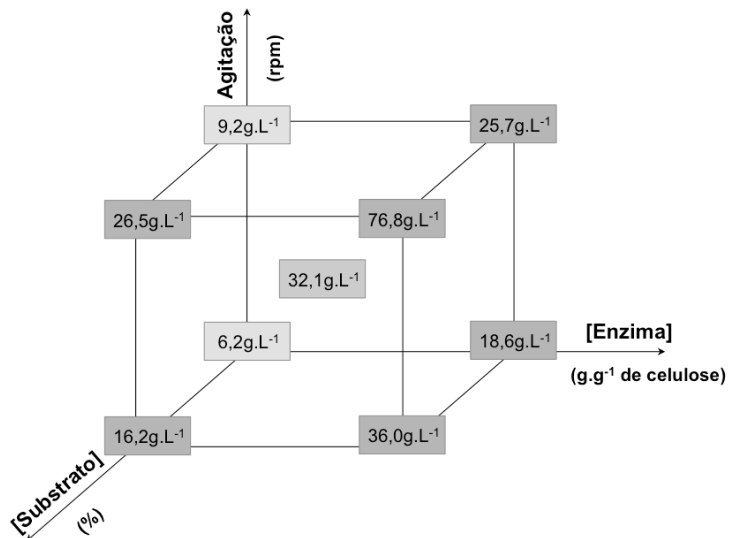 Agitação
(rpm)
9,2g.L⁻¹
25,7g.L⁻¹
26,5g.L⁻¹
76,8g.L⁻¹
32,1g.L⁻¹
6,2g.L⁻¹
18,6g.L⁻¹
[Enzima]
(g.g⁻¹ de celulose)
16,2g.L⁻¹
36,0g.L⁻¹
[Substrato]
(%)